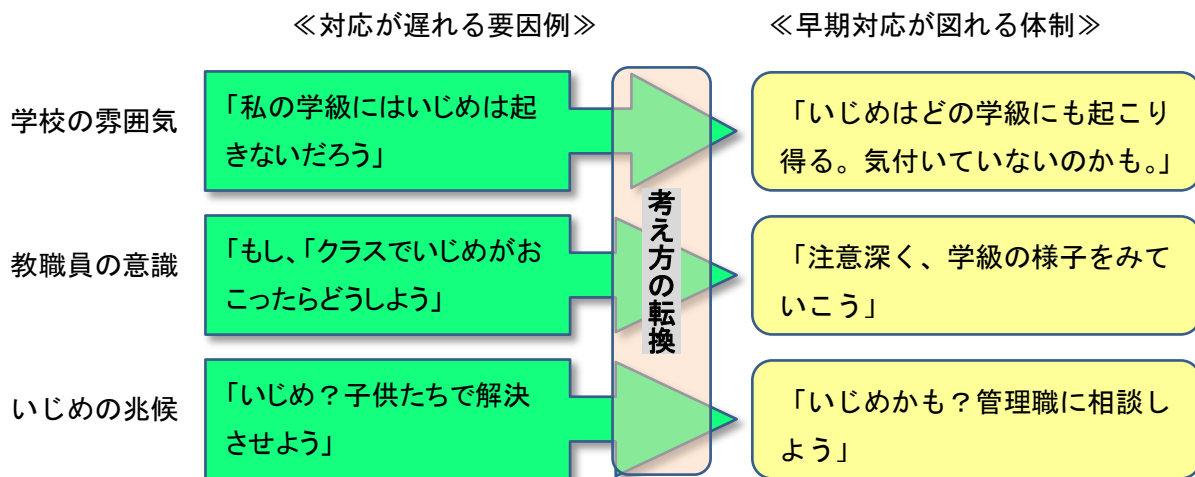 ≪対応が遅れる要因例≫
≪早期対応が図れる体制≫
学校の雰囲気
「私の学級にはいじめは起
きないだろう」
「いじめはどの学級にも起こり
得る。気付いていないのかも。」
教職員の意識
「もし、「クラスでいじめがお
こったらどうしよう」
「注意深く、学級の様子をみて
いこう」
いじめの兆候
「いじめ?子供たちで解決
させよう」
「いじめかも?管理職に相談し
よう」
考え方の転換